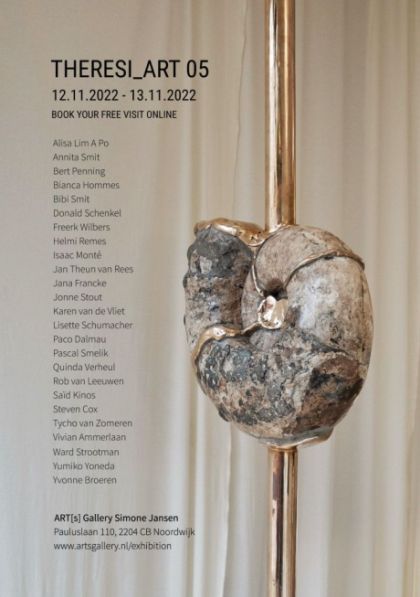 THERESI_ART 05
12.11.2022 - 13.11.2022
BOOK YOUR FREE VISIT ONLINE
Alisa Lim A Po
Annita Smit
Bert Penning
Bianca Hommes
Bibi Smit
Donald Schenkel
Freerk Wilbers
Helmi Remes
Isaac Monté
Jan Theun van Rees
Jana Francke
Jonne Stout
Karen van de Vliet
Lisette Schumacher
Paco Dalmau
Pascal Smelik
Quinda Verheul
Rob van Leeuwen
Saïd Kinos
Steven Cox
Tycho van Zomeren
Vivian Ammerlaan
Ward Strootman
Yumiko Yoneda
Yvonne Broeren
ART[s] Gallery Simone Jansen
Pauluslaan 110, 2204 CB Noordwijk
www.artsgallery.nl/exhibition